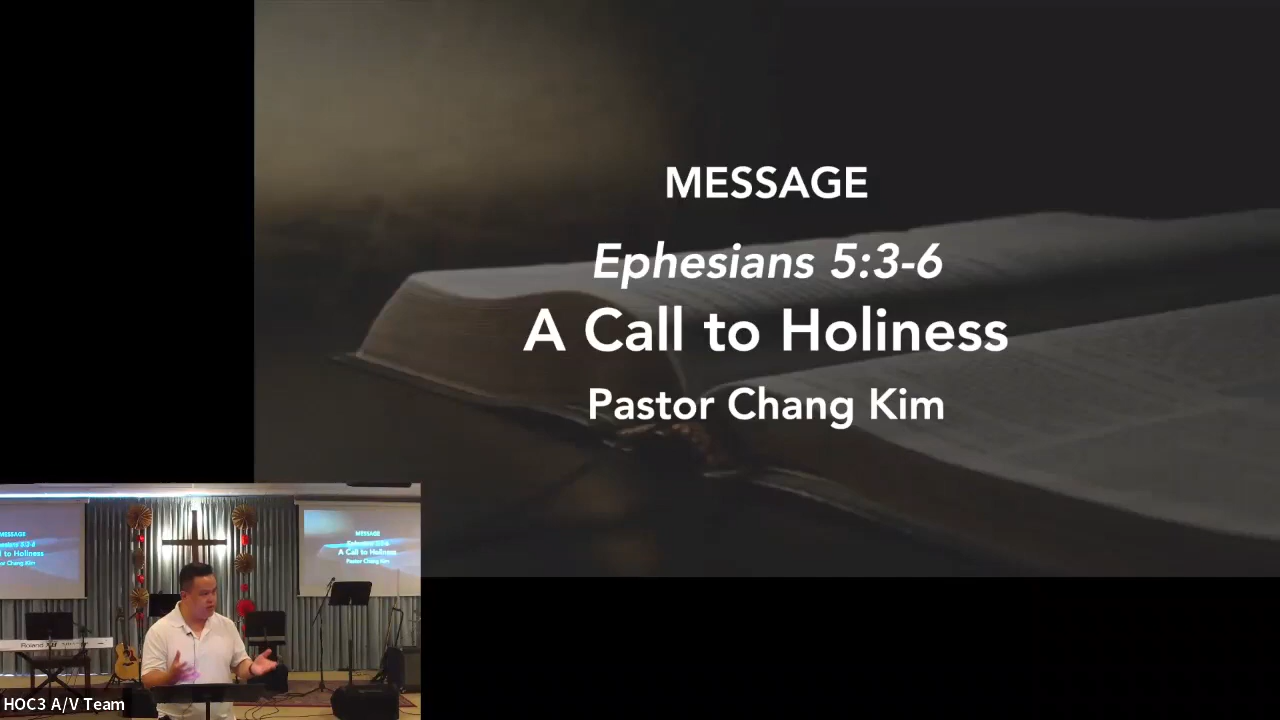 MESSAGE
Ephesians 5:3-6
A Call to Holiness
Pastor Chang Kim
MESSAGE
A Call to Holiness
Pastor Chang Kim
MESSAGE
Ephesians 5:3-6
A Call to Holiness
Pastor Chang Kim
Roland
HOC3 A/V Team